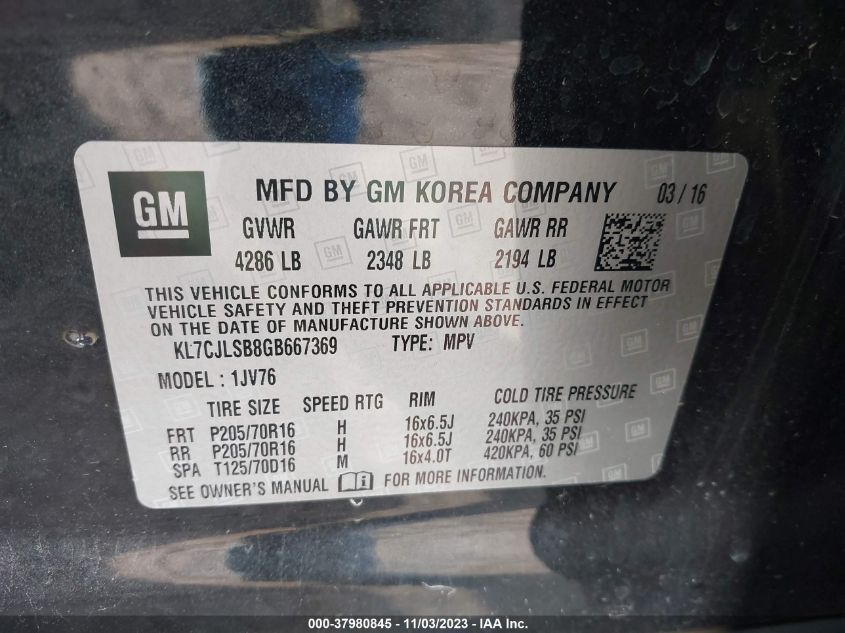 GM MFD BY GM KOREA COMPANY 03/16
GVWR GAWR FRT GAWR RR
4286 LB 2348 LB 2194 LB
THIS VEHICLE CONFORMS TO ALL APPLICABLE U.S. FEDERAL MOTOR
VEHICLE SAFETY AND THEFT PREVENTION STANDARDS IN EFFECT
ON THE DATE OF MANUFACTURE SHOWN ABOVE.
KL7CJLSB8GB667369 TYPE: MPV
MODEL : 1JV76
TIRE SIZE SPEED RTG RIM COLD TIRE PRESSURE
FRT P205/70R16 H 16x6.5J 240KPA, 35 PSI
RR P205/70R16 H 16x6.5J 240KPA, 35 PSI
SPA T125/70D16 M 16x4.0T 420KPA, 60 PSI
SEE OWNER'S MANUAL FOR MORE INFORMATION.
000-37980845 - 11/03/2023 - IAA Inc.